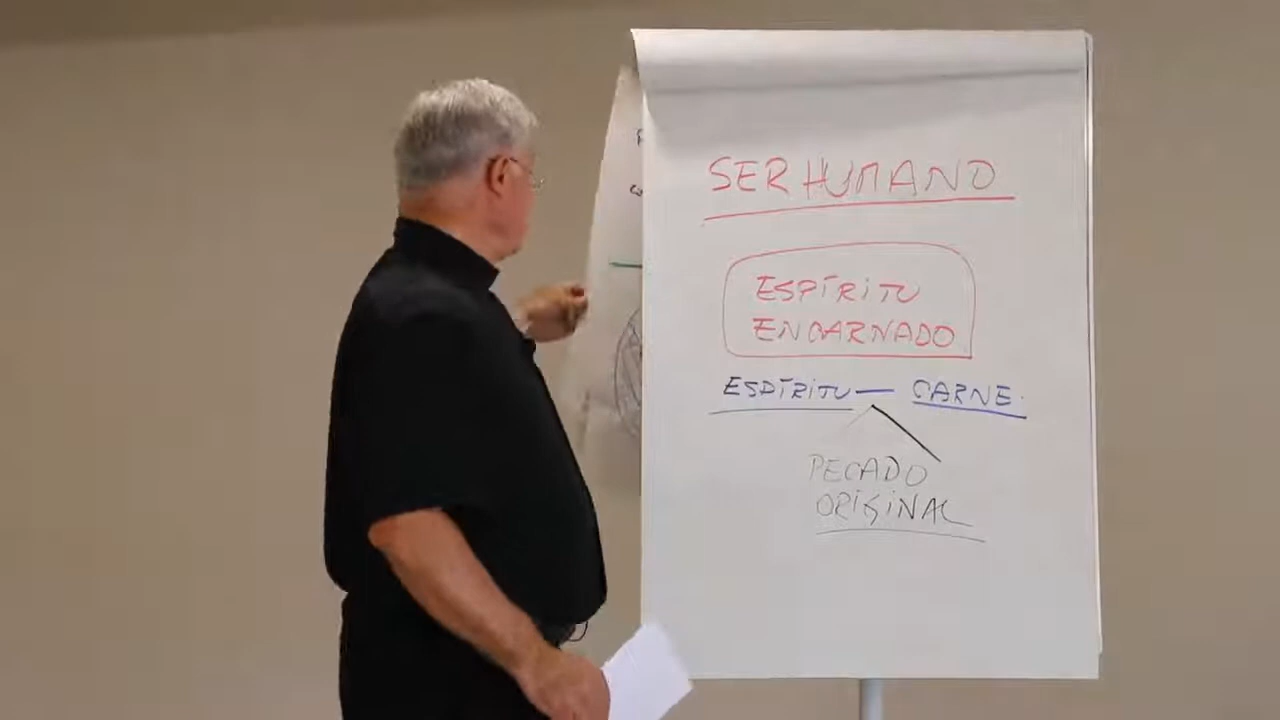 SER HUMANO
ESPÍRITU
ENCARNADO
ESPÍRITU — CARNE.
PECADO
ORIGINAL